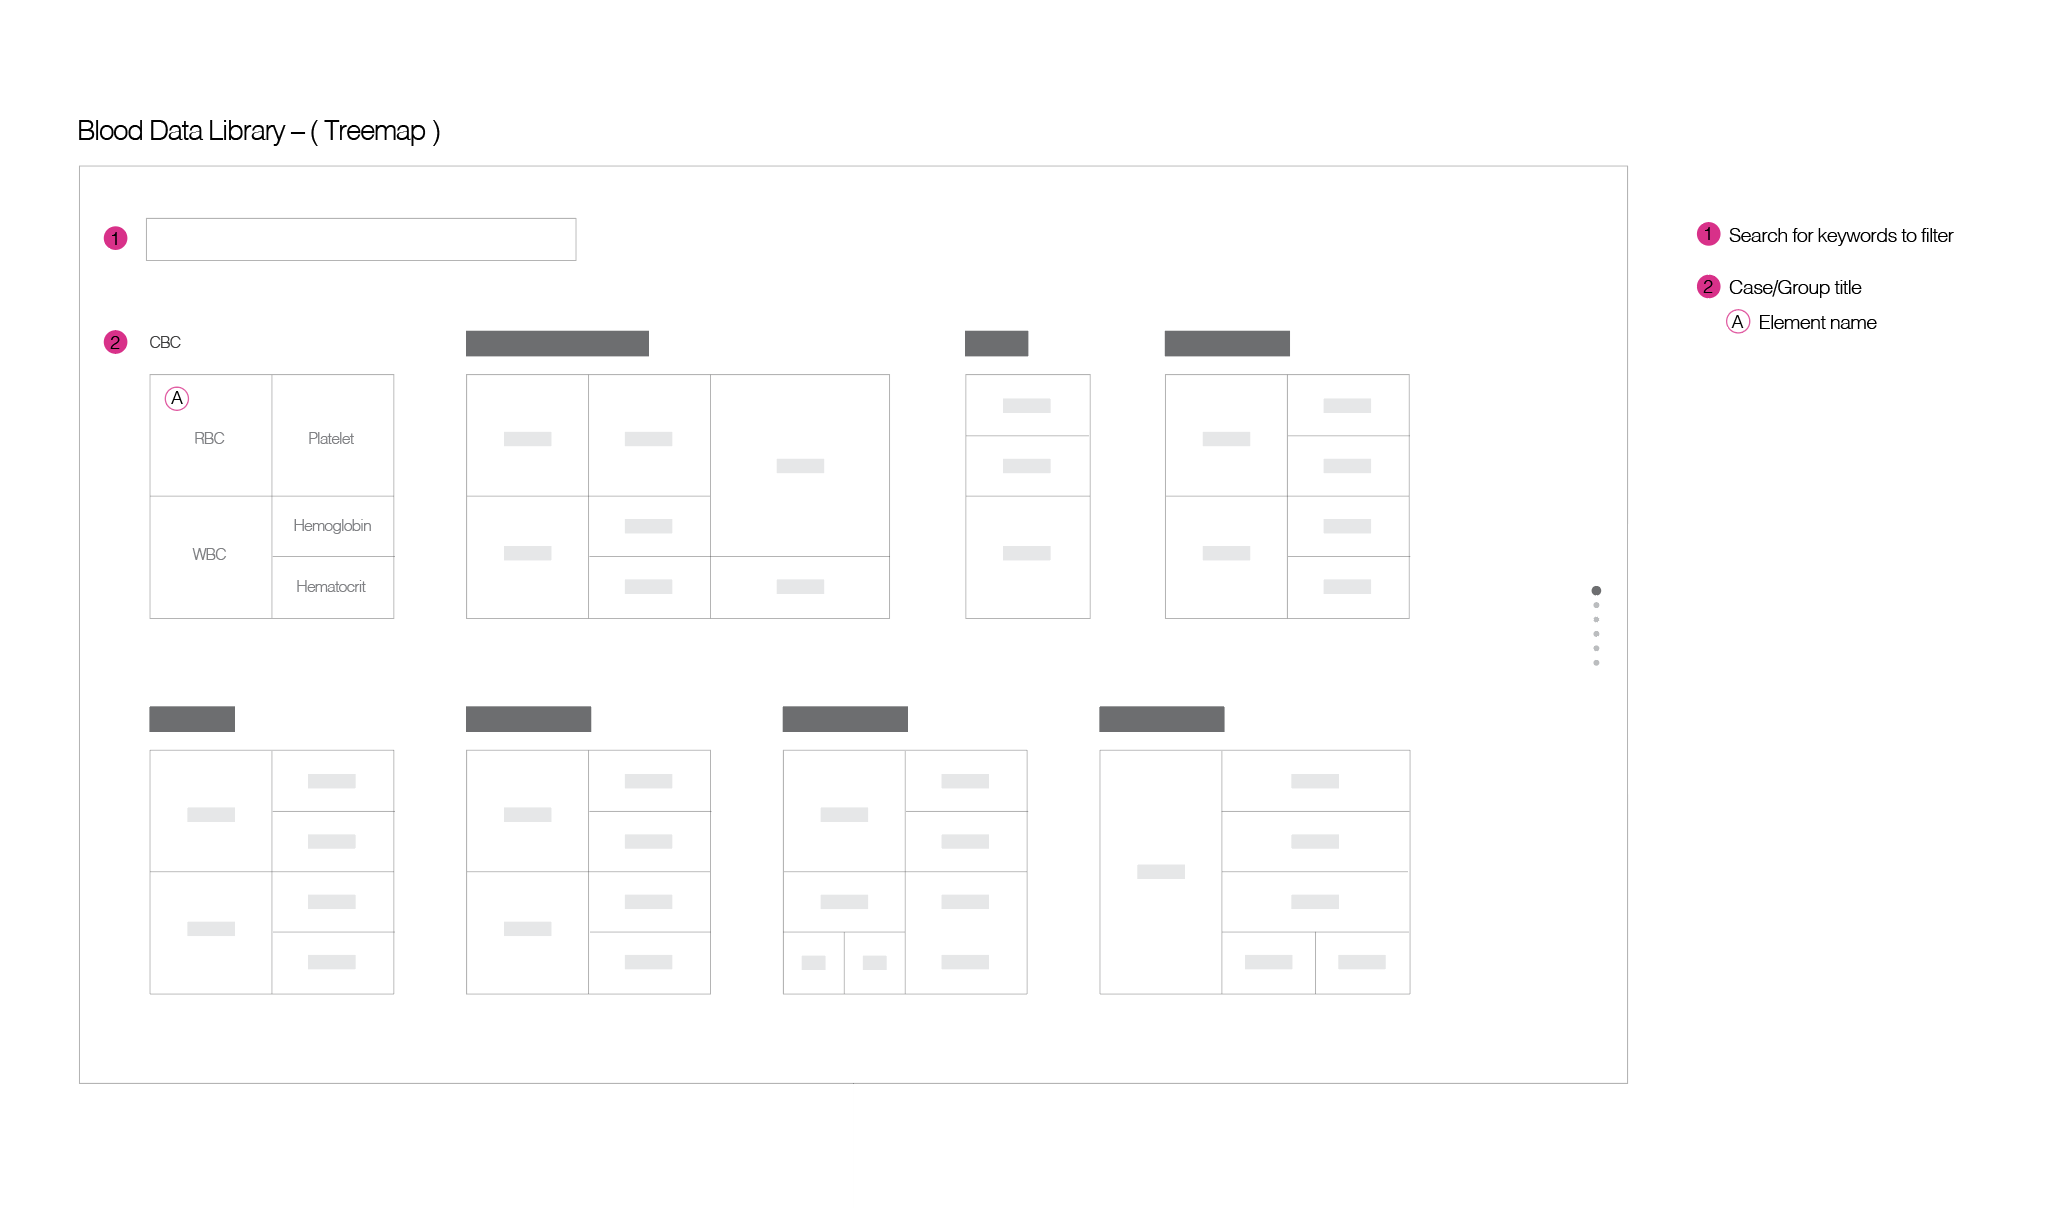 Blood Data Library – ( Treemap )
1
1 Search for keywords to filter
2 Case/Group title
A Element name
2 CBC
A
RBC
Platelet
Hemoglobin
WBC
Hematocrit